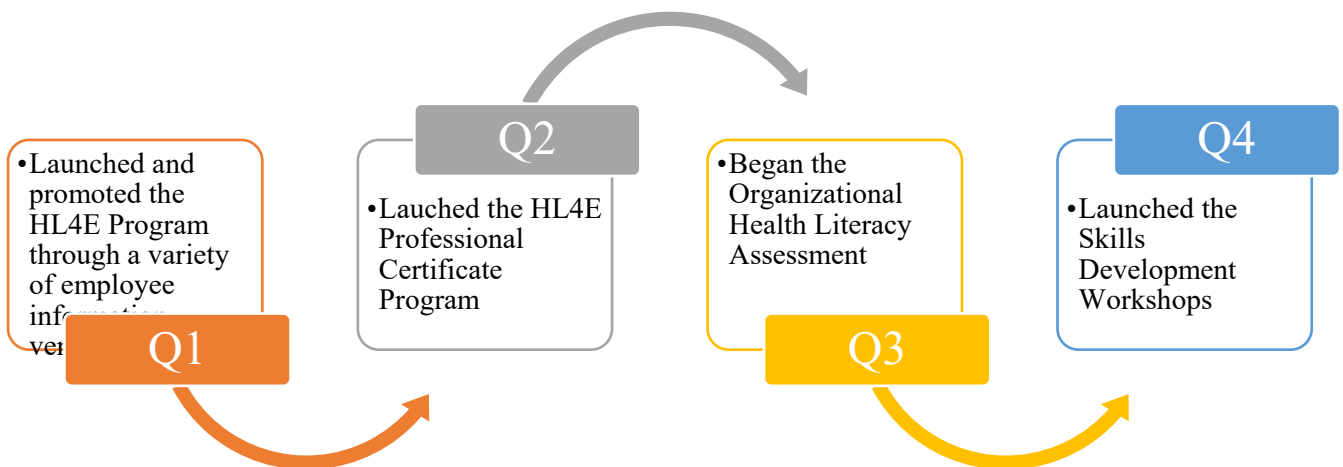 •Launched and
promoted the
HL4E Program
through a variety
of employee
Q1
Q2
•Lauched the HL4E
Professional
Certificate
Program
•Began the
Organizational
Health Literacy
Assessment
Q3
Q4
•Launched the
Skills
Development
Workshops